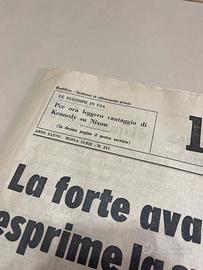 Quotidiano - Spedizione in abbonamento postale
LE ELEZIONI IN USA
Per ora leggero vantaggio di
Kennedy su Nixon
(In decima pagina il nostro servizio)
ANNO XXXVII - NUOVA SERIE - N. 311
La forte ava
esprime la